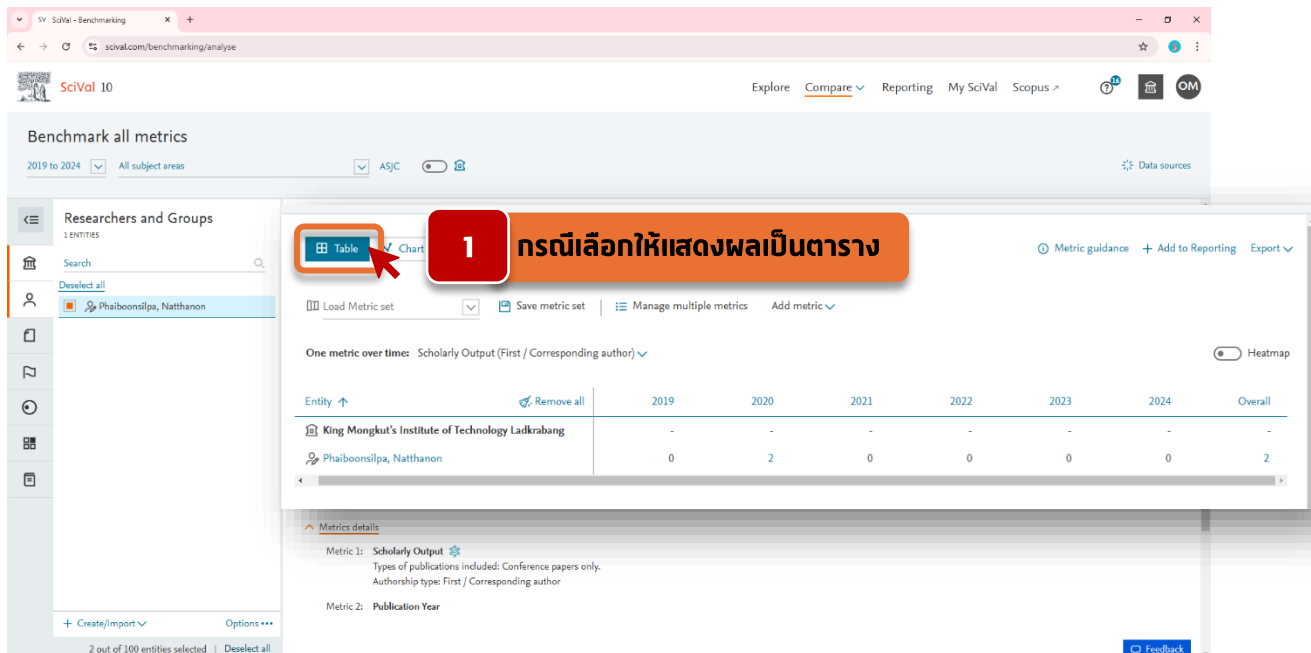 SV SciVal - Benchmarking
scival.com/benchmarking/analyse
SciVal 10
Explore Compare Reporting My SciVal Scopus 16 OM
Benchmark all metrics
2019 to 2024 All subject areas ASJC Data sources
Researchers and Groups
1 ENTITIES
Search
Deselect all
Phaiboonsilpa, Natthanon
Table Chart 1 กรณีเลือกให้แสดงผลเป็นตาราง Metric guidance + Add to Reporting Export
Load Metric set Save metric set Manage multiple metrics Add metric
One metric over time: Scholarly Output (First / Corresponding author) Heatmap
Entity Remove all 2019 2020 2021 2022 2023 2024 Overall
King Mongkut's Institute of Technology Ladkrabang - - - - - - -
Phaiboonsilpa, Natthanon 0 2 0 0 0 0 2
Metrics details
Metric 1: Scholarly Output
Types of publications included: Conference papers only.
Authorship type: First / Corresponding author
Metric 2: Publication Year
+ Create/Import Options •••
2 out of 100 entities selected | Deselect all
Feedback